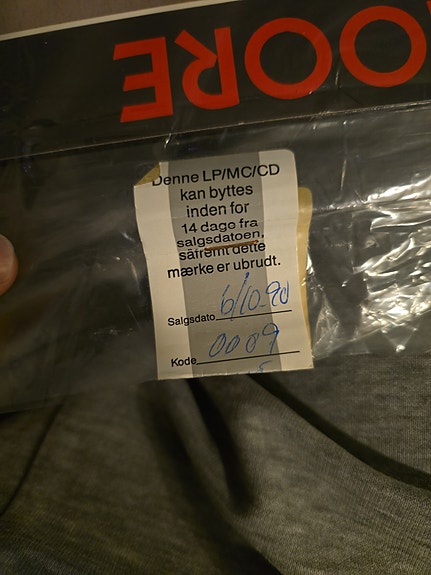 OORE
Denne LP/MC/CD
kan byttes
inden for
14 dage fra
salgsdatoen,
såfremt dette
mærke er ubrudt.
Salgsdato 6/10-90
Kode 0009